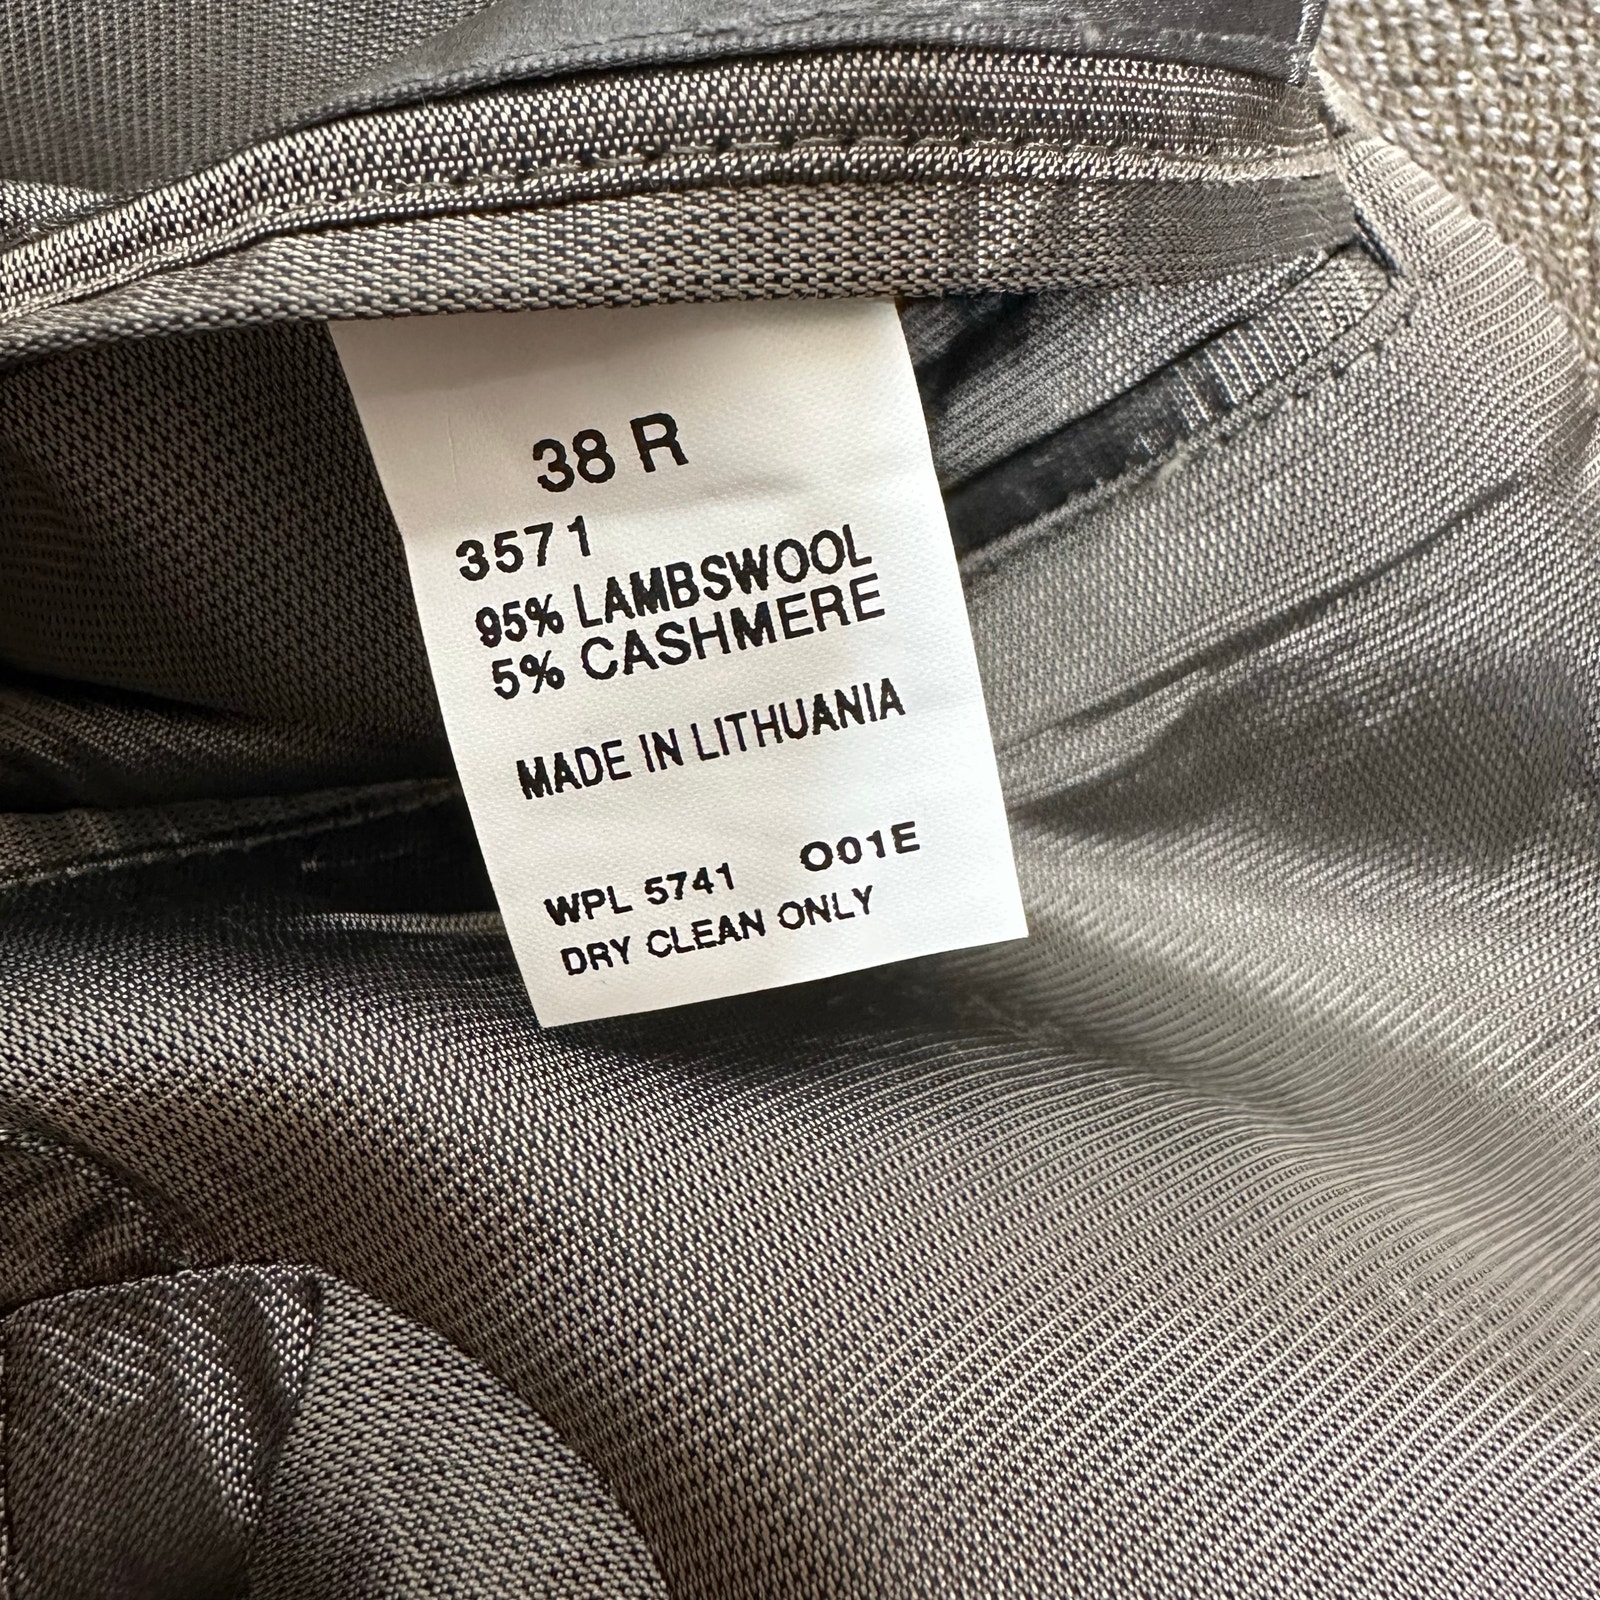 38 R
3571
95% LAMBSWOOL
5% CASHMERE
MADE IN LITHUANIA
WPL 5741 O01E
DRY CLEAN ONLY